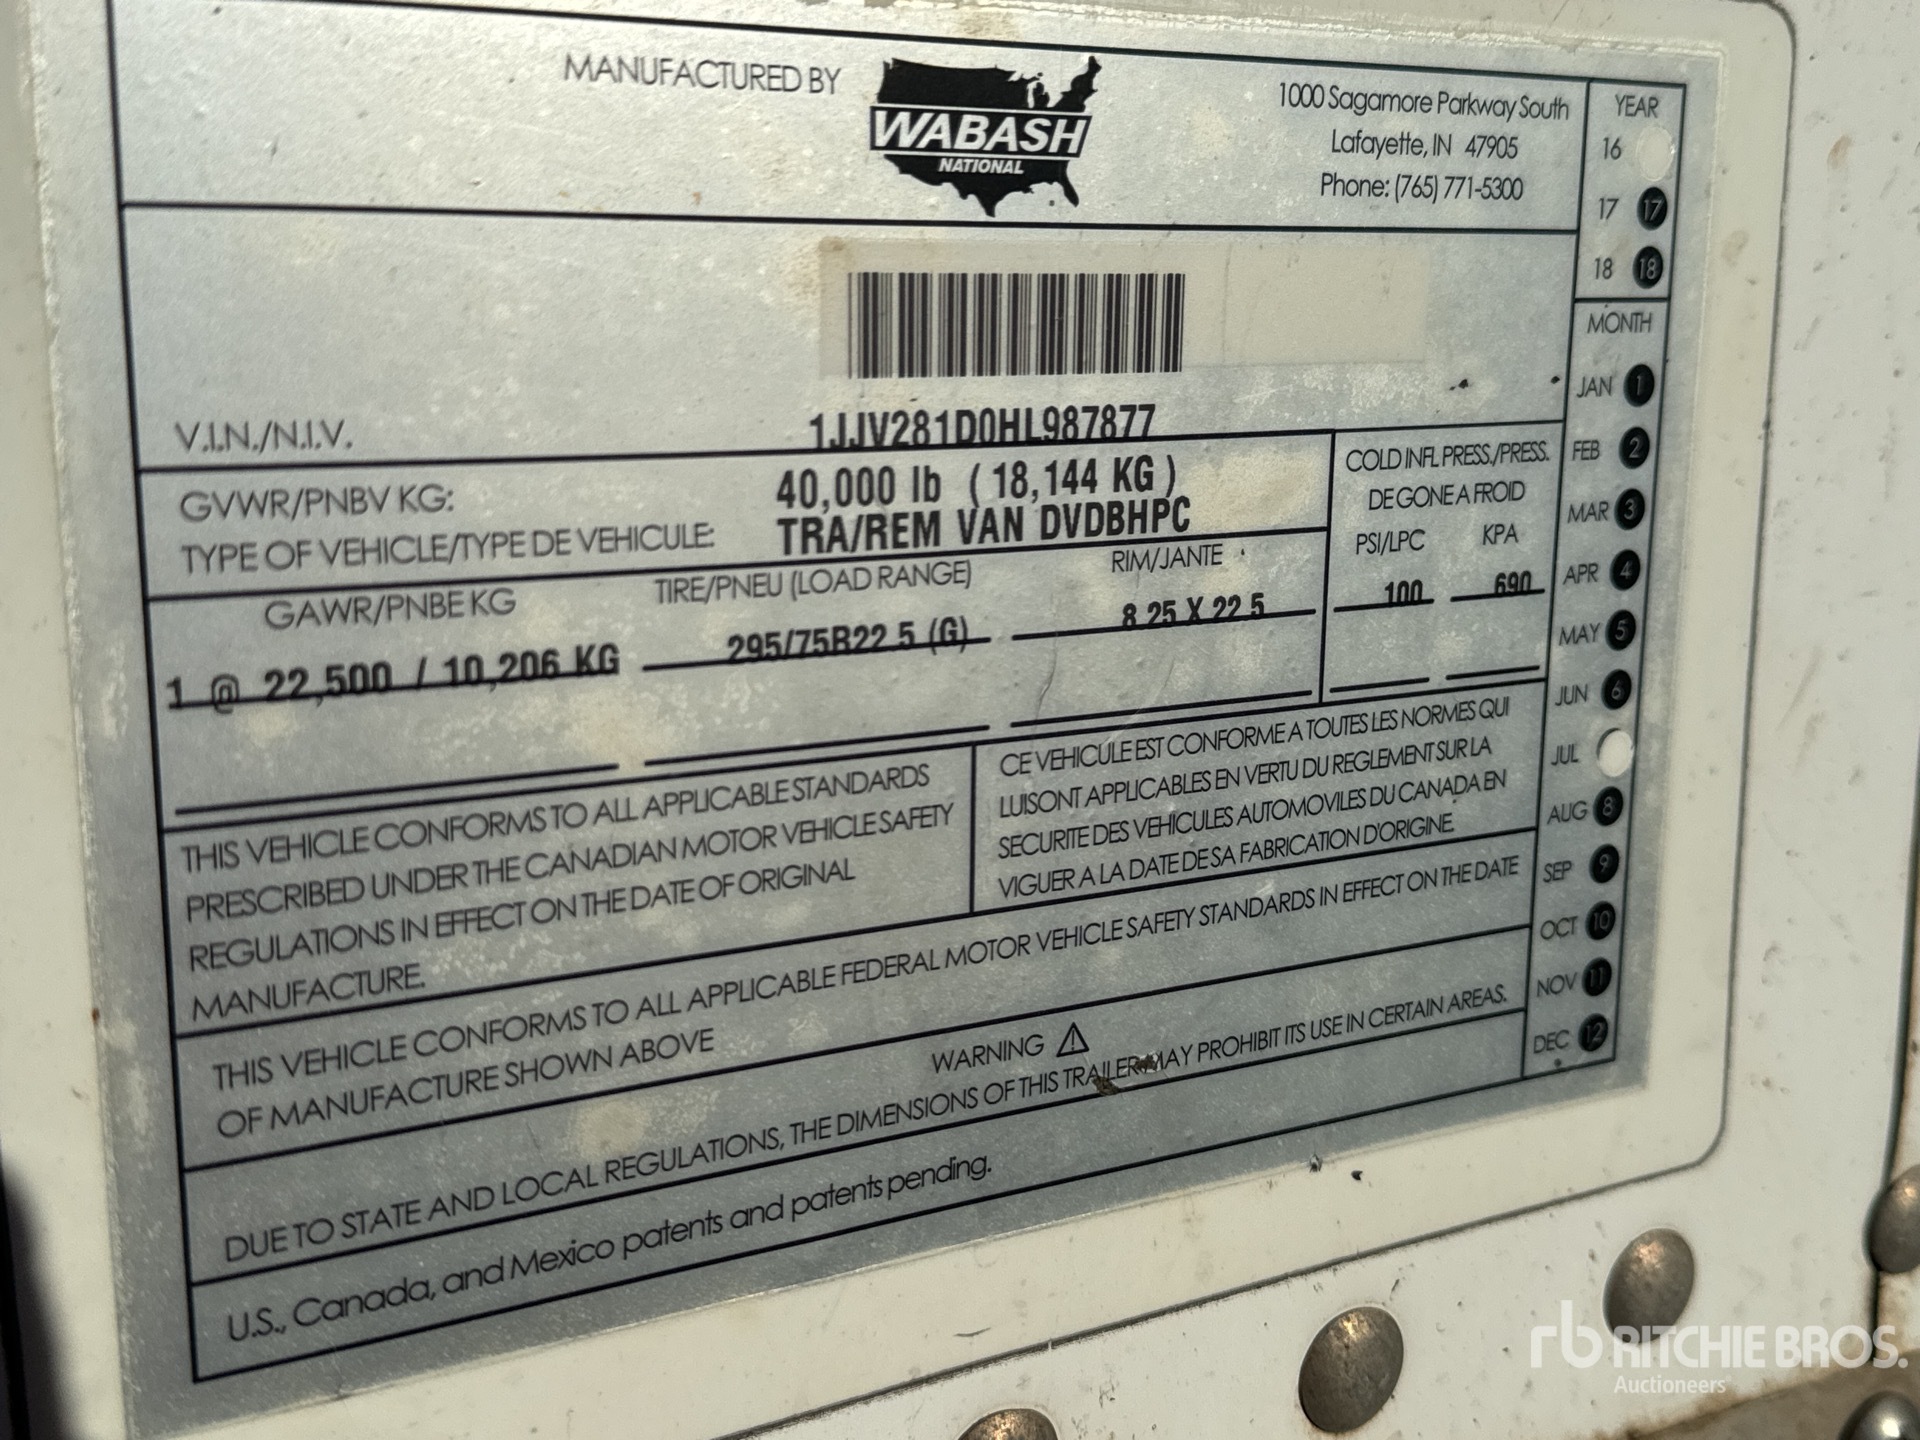 MANUFACTURED BY
WABASH
NATIONAL
1000 Sagamore Parkway South
Lafayette, IN 47905
Phone: (765) 771-5300
YEAR
16
17 17
18 18
MONTH
JAN 1
FEB 2
MAR 3
APR 4
MAY 5
JUN 6
JUL
AUG 8
SEP 9
OCT 10
NOV 11
DEC 12
V.I.N./N.I.V. 1JJV281D0HL987877
GVWR/PNBV KG: 40,000 lb ( 18,144 KG )
TYPE OF VEHICLE/TYPE DE VEHICULE: TRA/REM VAN DVDBHPC
COLD INFL PRESS./PRESS.
DE GONE A FROID
PSI/LPC KPA
100 690
GAWR/PNBE KG TIRE/PNEU (LOAD RANGE) RIM/JANTE
1 @ 22,500 / 10,206 KG 295/75R22.5 (G) 8.25 X 22.5
THIS VEHICLE CONFORMS TO ALL APPLICABLE STANDARDS
PRESCRIBED UNDER THE CANADIAN MOTOR VEHICLE SAFETY
REGULATIONS IN EFFECT ON THE DATE OF ORIGINAL
MANUFACTURE.
CE VEHICULE EST CONFORME A TOUTES LES NORMES QUI
LUI SONT APPLICABLES EN VERTU DU REGLEMENT SUR LA
SECURITE DES VEHICULES AUTOMOVILES DU CANADA EN
VIGUER A LA DATE DE SA FABRICATION D'ORIGINE.
THIS VEHICLE CONFORMS TO ALL APPLICABLE FEDERAL MOTOR VEHICLE SAFETY STANDARDS IN EFFECT ON THE DATE
OF MANUFACTURE SHOWN ABOVE
WARNING
DUE TO STATE AND LOCAL REGULATIONS, THE DIMENSIONS OF THIS TRAILER MAY PROHIBIT ITS USE IN CERTAIN AREAS.
U.S., Canada, and Mexico patents and patents pending.
rb RITCHIE BROS.
Auctioneers